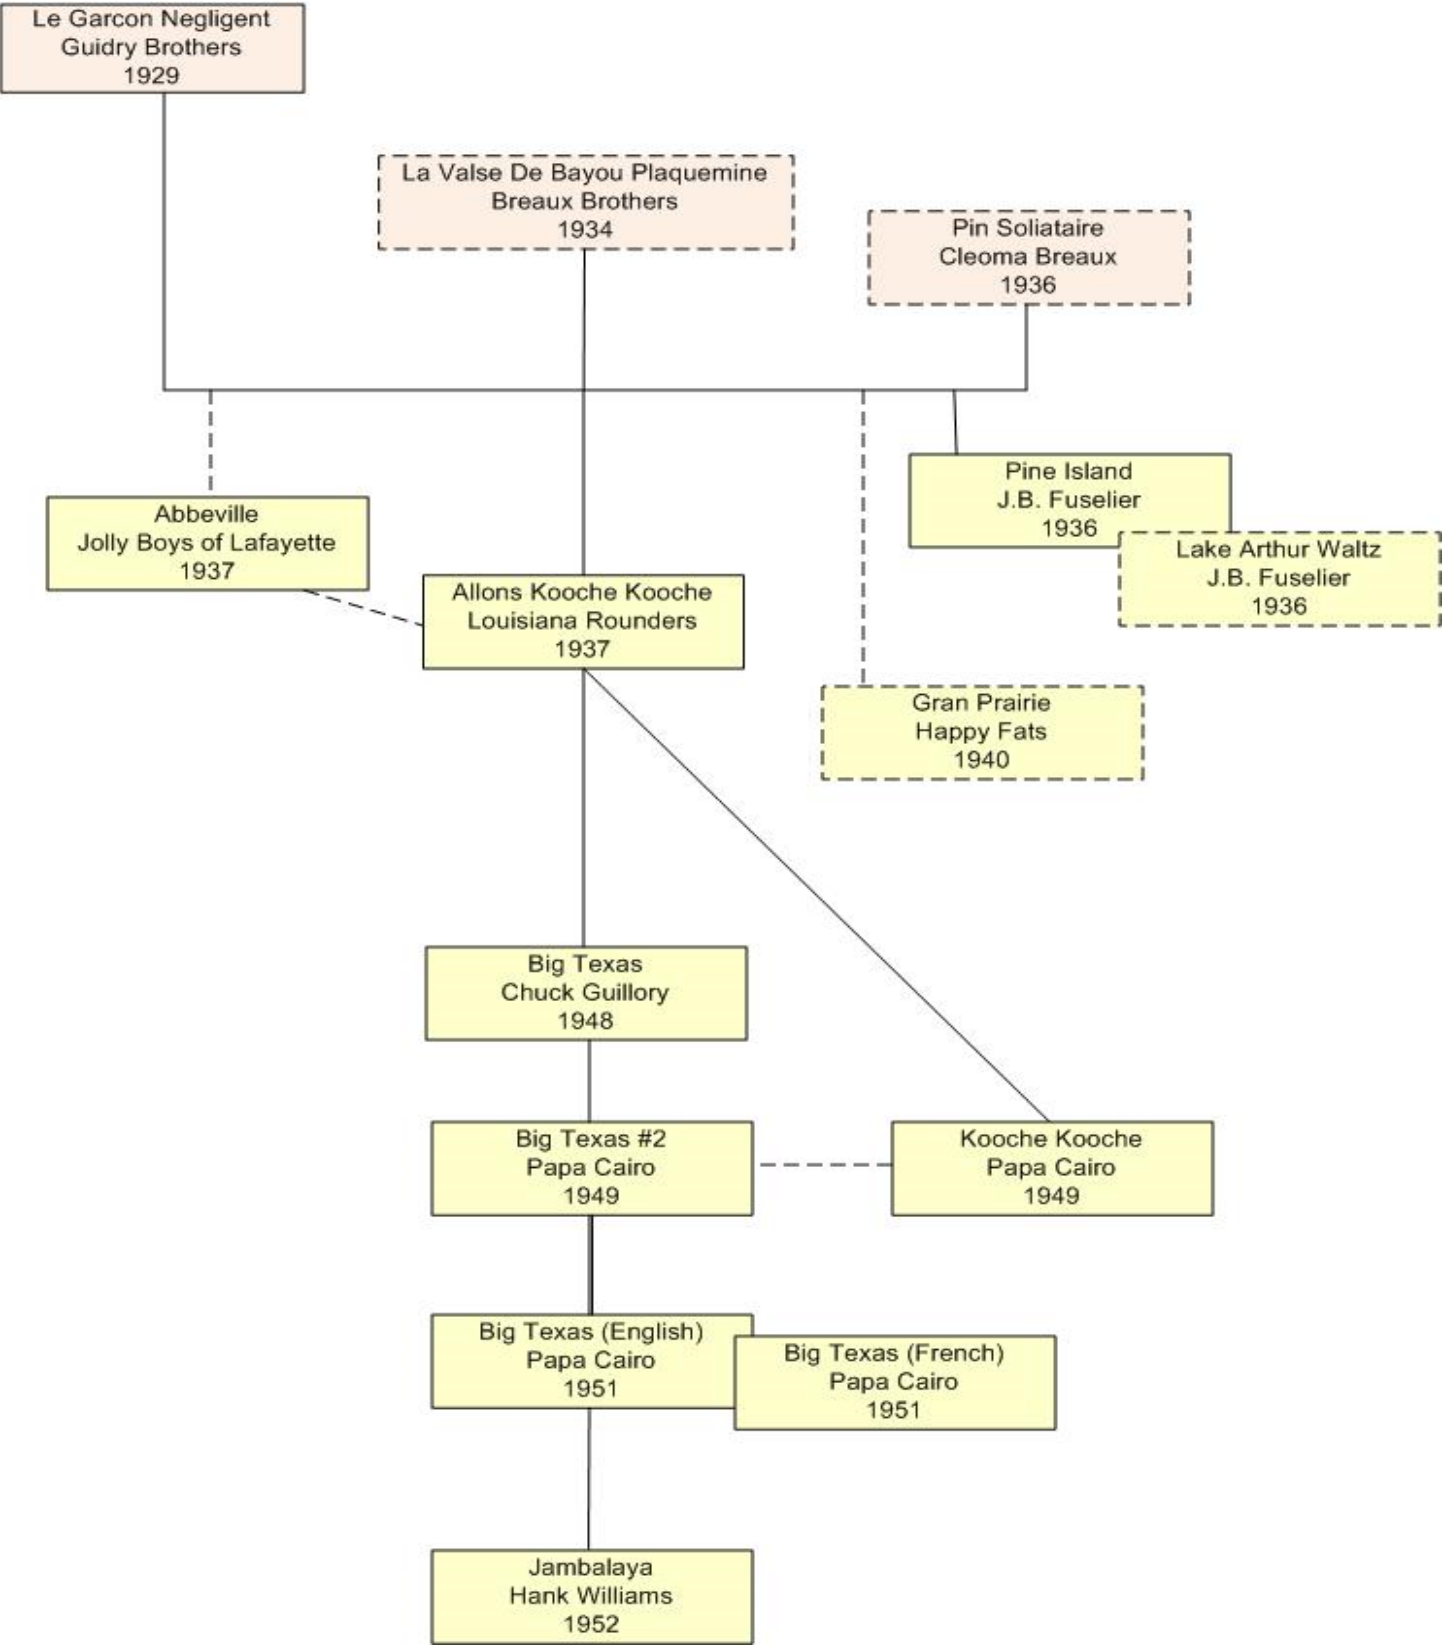 Le Garcon Negligent
Guidry Brothers
1929
La Valse De Bayou Plaquemine
Breaux Brothers
1934
Pin Soliataire
Cleoma Breaux
1936
Pine Island
J.B. Fuselier
1936
Abbeville
Jolly Boys of Lafayette
1937
Lake Arthur Waltz
J.B. Fuselier
1936
Allons Kooche Kooche
Louisiana Rounders
1937
Gran Prairie
Happy Fats
1940
Big Texas
Chuck Guillory
1948
Big Texas #2
Papa Cairo
1949
Kooche Kooche
Papa Cairo
1949
Big Texas (English)
Papa Cairo
1951
Big Texas (French)
Papa Cairo
1951
Jambalaya
Hank Williams
1952